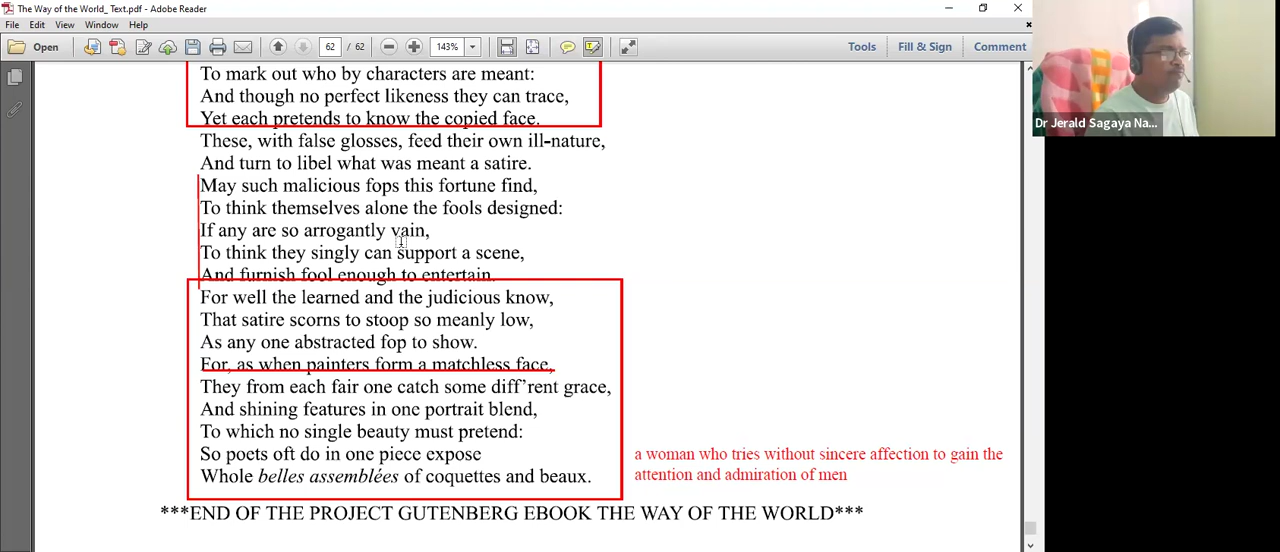 The Way of the World_ Text.pdf - Adobe Reader
File Edit View Window Help
Open 62 / 62 143% Tools Fill & Sign Comment
To mark out who by characters are meant:
And though no perfect likeness they can trace,
Yet each pretends to know the copied face.
These, with false glosses, feed their own ill-nature,
And turn to libel what was meant a satire.
May such malicious fops this fortune find,
To think themselves alone the fools designed:
If any are so arrogantly vain,
To think they singly can support a scene,
And furnish fool enough to entertain.
For well the learned and the judicious know,
That satire scorns to stoop so meanly low,
As any one abstracted fop to show.
For, as when painters form a matchless face,
They from each fair one catch some diff’rent grace,
And shining features in one portrait blend,
To which no single beauty must pretend:
So poets oft do in one piece expose
Whole belles assemblées of coquettes and beaux.
a woman who tries without sincere affection to gain the
attention and admiration of men
***END OF THE PROJECT GUTENBERG EBOOK THE WAY OF THE WORLD***
Dr Jerald Sagaya Na...